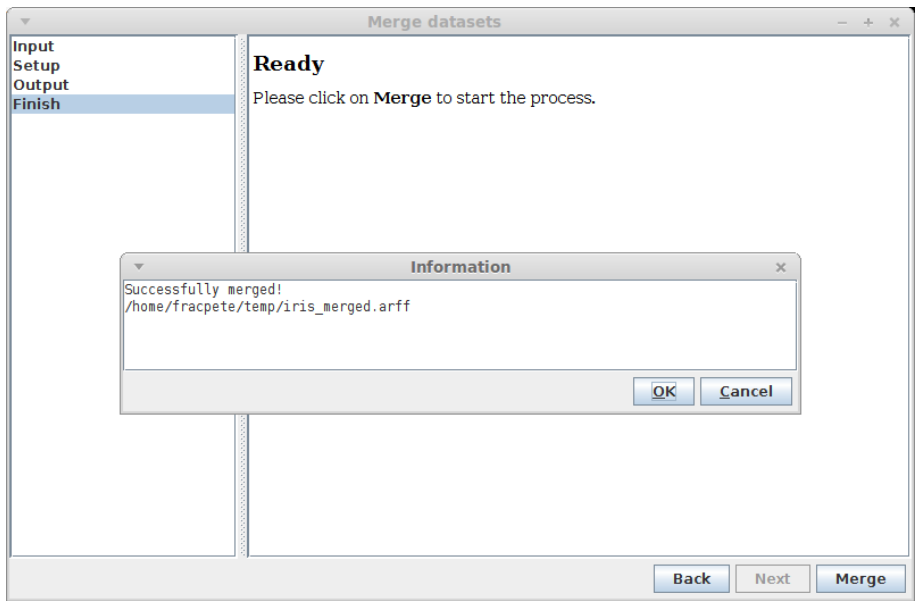 Merge datasets
Input
Setup
Output
Finish
Ready
Please click on Merge to start the process.
Information
Successfully merged!
/home/fracpete/temp/iris_merged.arff
OK
Cancel
Back
Next
Merge